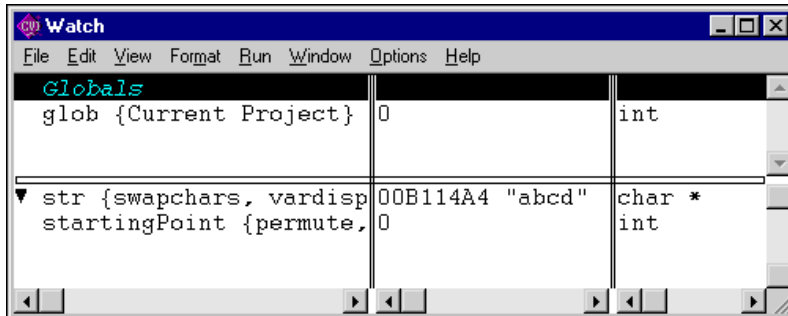 CVI Watch
File Edit View Format Run Window Options Help
Globals
glob {Current Project} 0 int
str {swapchars, vardisp 00B114A4 "abcd" char *
startingPoint {permute, 0 int